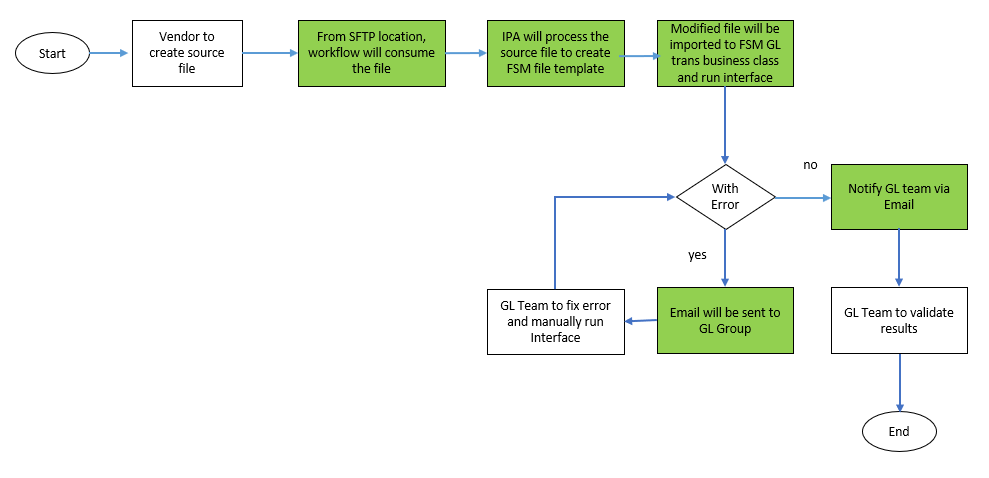 Start
Vendor to
create source
file
From SFTP location,
workflow will consume
the file
IPA will process the
source file to create
FSM file template
Modified file will be
imported to FSM GL
trans business class
and run interface
With
Error
no
Notify GL team via
Email
yes
GL Team to fix error
and manually run
Interface
Email will be sent to
GL Group
GL Team to validate
results
End